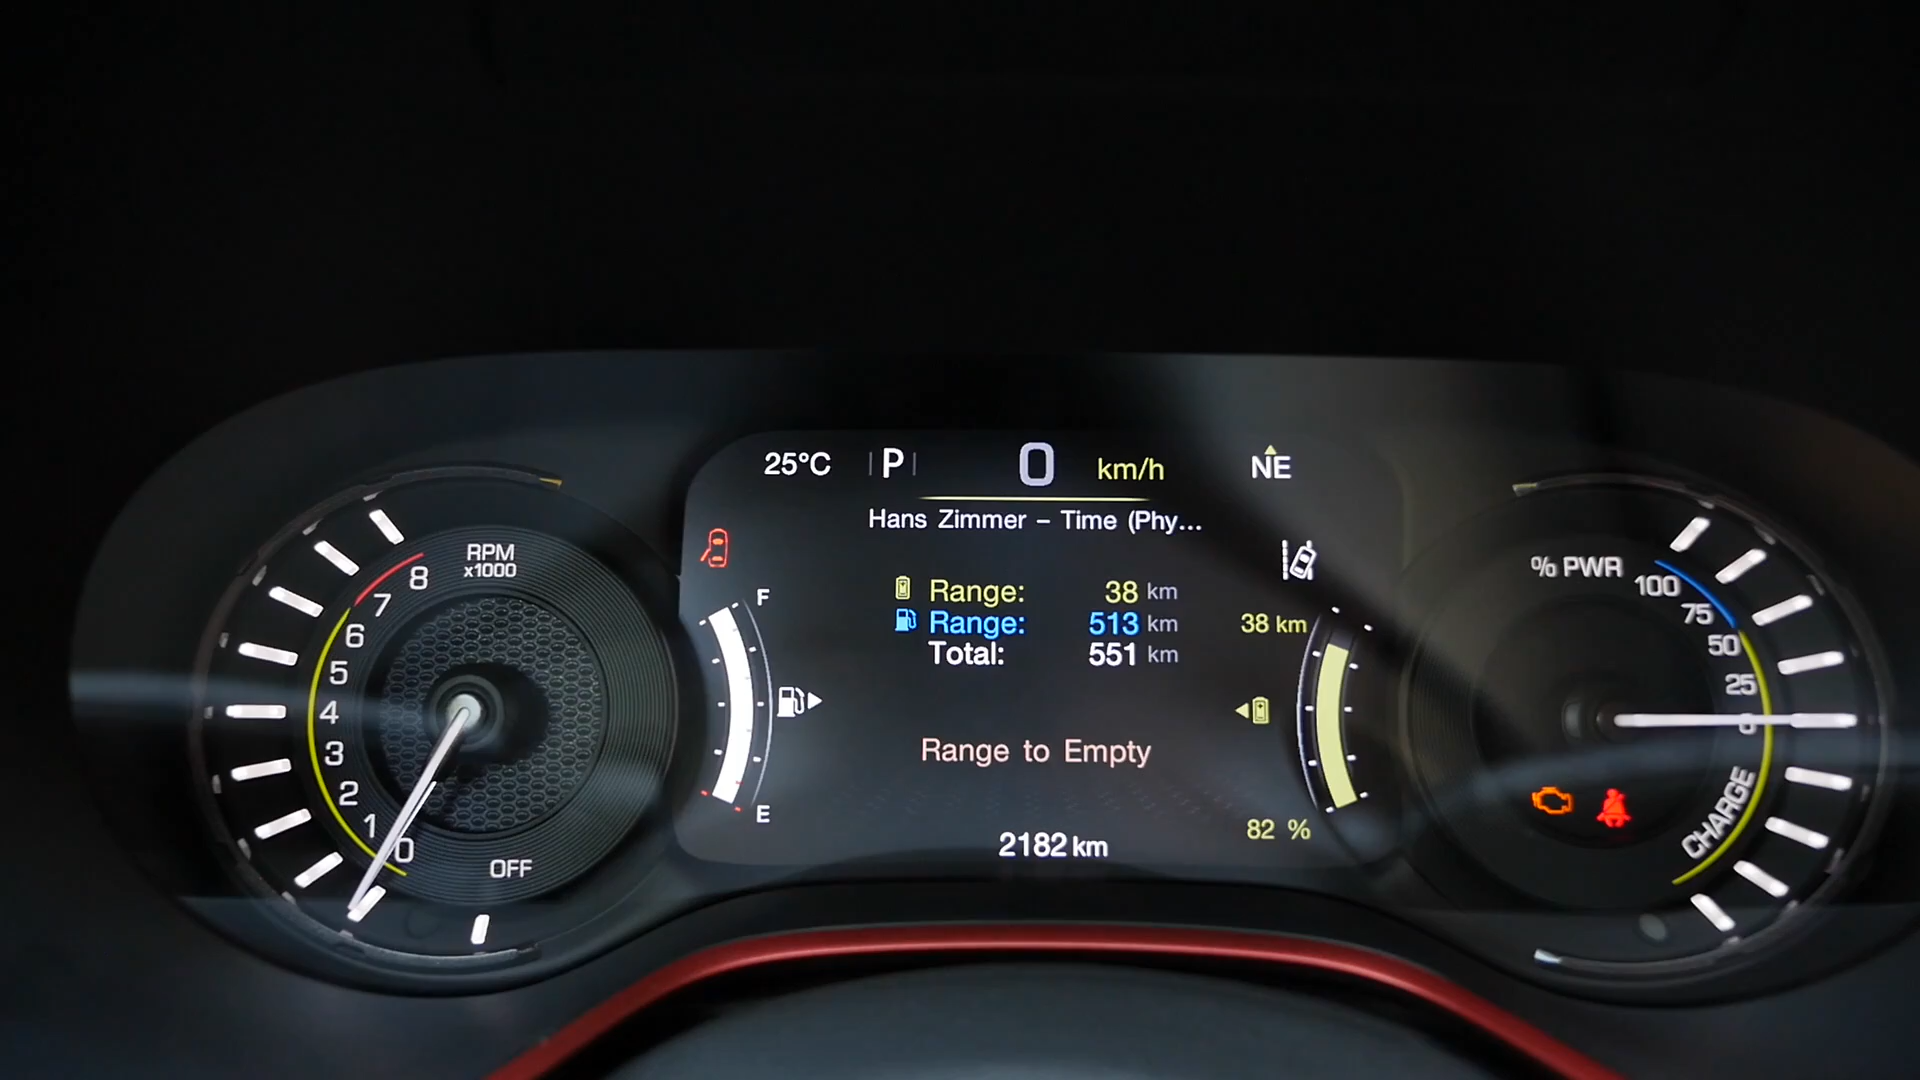 25°C P 0 km/h NE
Hans Zimmer – Time (Phy...
Range: 38 km
Range: 513 km
Total: 551 km
Range to Empty
2182 km
F
E
38 km
82 %
RPM
x1000
8
7
6
5
4
3
2
1
0
OFF
% PWR
100
75
50
25
0
CHARGE